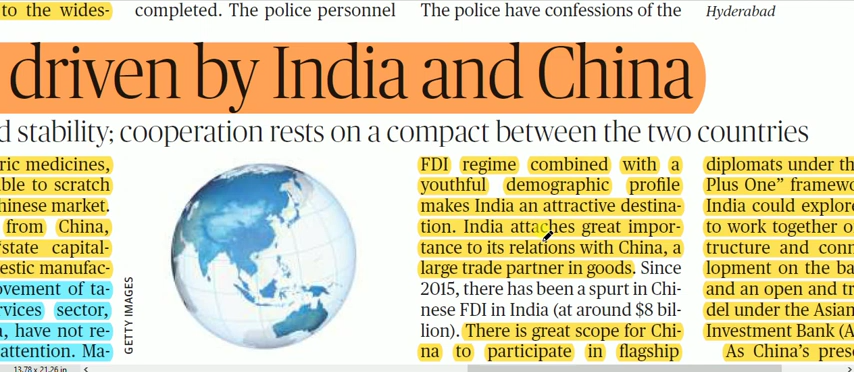 to the wides-
completed. The police personnel
The police have confessions of the
Hyderabad
driven by India and China
d stability; cooperation rests on a compact between the two countries
ric medicines,
ble to scratch
hinese market.
from China,
“state capital-
estic manufac-
ovement of ta-
rvices sector,
a, have not re-
attention. Ma-
GETTY IMAGES
FDI regime combined with a
youthful demographic profile
makes India an attractive destina-
tion. India attaches great impor-
tance to its relations with China, a
large trade partner in goods. Since
2015, there has been a spurt in Chi-
nese FDI in India (at around $8 bil-
lion). There is great scope for Chi-
na to participate in flagship
diplomats under th
Plus One” framewo
India could explore
to work together o
tructure and conn
lopment on the ba
and an open and tr
del under the Asian
Investment Bank (A
As China’s prese
13.78 x 21.26 in